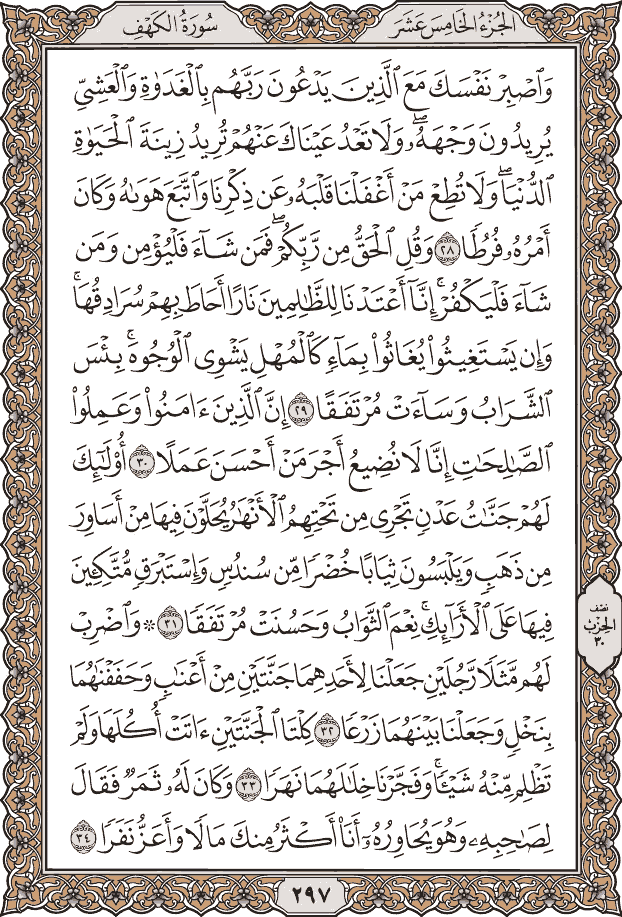 الجُزْءُ الخَامِسَ عَشَرَ
سُورَةُ الكَهْفِ
وَٱصْبِرْ نَفْسَكَ مَعَ ٱلَّذِينَ يَدْعُونَ رَبَّهُم بِٱلْغَدَوٰةِ وَٱلْعَشِيِّ
يُرِيدُونَ وَجْهَهُۥۖ وَلَا تَعْدُ عَيْنَاكَ عَنْهُمْ تُرِيدُ زِينَةَ ٱلْحَيَوٰةِ
ٱلدُّنْيَاۖ وَلَا تُطِعْ مَنْ أَغْفَلْنَا قَلْبَهُۥ عَن ذِكْرِنَا وَٱتَّبَعَ هَوَىٰهُ وَكَانَ
أَمْرُهُۥ فُرُطًا ٢٨ وَقُلِ ٱلْحَقُّ مِن رَّبِّكُمْۖ فَمَن شَآءَ فَلْيُؤْمِن وَمَن
شَآءَ فَلْيَكْفُرْۚ إِنَّآ أَعْتَدْنَا لِلظَّٰلِمِينَ نَارًا أَحَاطَ بِهِمْ سُرَادِقُهَاۚ
وَإِن يَسْتَغِيثُوا۟ يُغَاثُوا۟ بِمَآءٍ كَٱلْمُهْلِ يَشْوِى ٱلْوُجُوهَۚ بِئْسَ
ٱلشَّرَابُ وَسَآءَتْ مُرْتَفَقًا ٢٩ إِنَّ ٱلَّذِينَ ءَامَنُوا۟ وَعَمِلُوا۟
ٱلصَّٰلِحَٰتِ إِنَّا لَا نُضِيعُ أَجْرَ مَنْ أَحْسَنَ عَمَلًا ٣٠ أُو۟لَٰٓئِكَ
لَهُمْ جَنَّٰتُ عَدْنٍ تَجْرِى مِن تَحْتِهِمُ ٱلْأَنْهَٰرُ يُحَلَّوْنَ فِيهَا مِنْ أَسَاوِرَ
مِن ذَهَبٍ وَيَلْبَسُونَ ثِيَابًا خُضْرًا مِّن سُندُسٍ وَإِسْتَبْرَقٍ مُّتَّكِـِٔينَ
فِيهَا عَلَى ٱلْأَرَآئِكِۚ نِعْمَ ٱلثَّوَابُ وَحَسُنَتْ مُرْتَفَقًا ٣١ ۞ وَٱضْرِبْ
لَهُم مَّثَلًا رَّجُلَيْنِ جَعَلْنَا لِأَحَدِهِمَا جَنَّتَيْنِ مِنْ أَعْنَٰبٍ وَحَفَفْنَٰهُمَا
بِنَخْلٍ وَجَعَلْنَا بَيْنَهُمَا زَرْعًا ٣٢ كِلْتَا ٱلْجَنَّتَيْنِ ءَاتَتْ أُكُلَهَا وَلَمْ
تَظْلِم مِّنْهُ شَيْـًٔاۚ وَفَجَّرْنَا خِلَٰلَهُمَا نَهَرًا ٣٣ وَكَانَ لَهُۥ ثَمَرٌ فَقَالَ
لِصَٰحِبِهِۦ وَهُوَ يُحَاوِرُهُۥٓ أَنَا۠ أَكْثَرُ مِنكَ مَالًا وَأَعَزُّ نَفَرًا ٣٤
نصف
الحزب
٣٠
٢٩٧